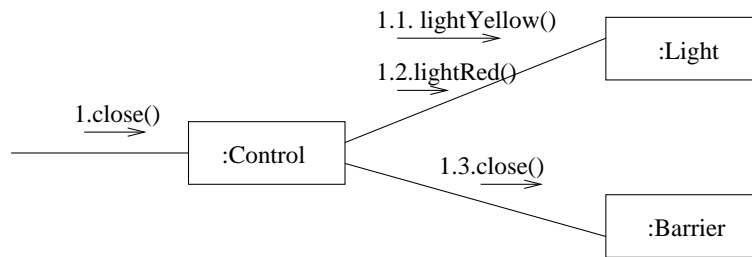 1.1. lightYellow()
:Light
1.2.lightRed()
1.close()
:Control
1.3.close()
:Barrier